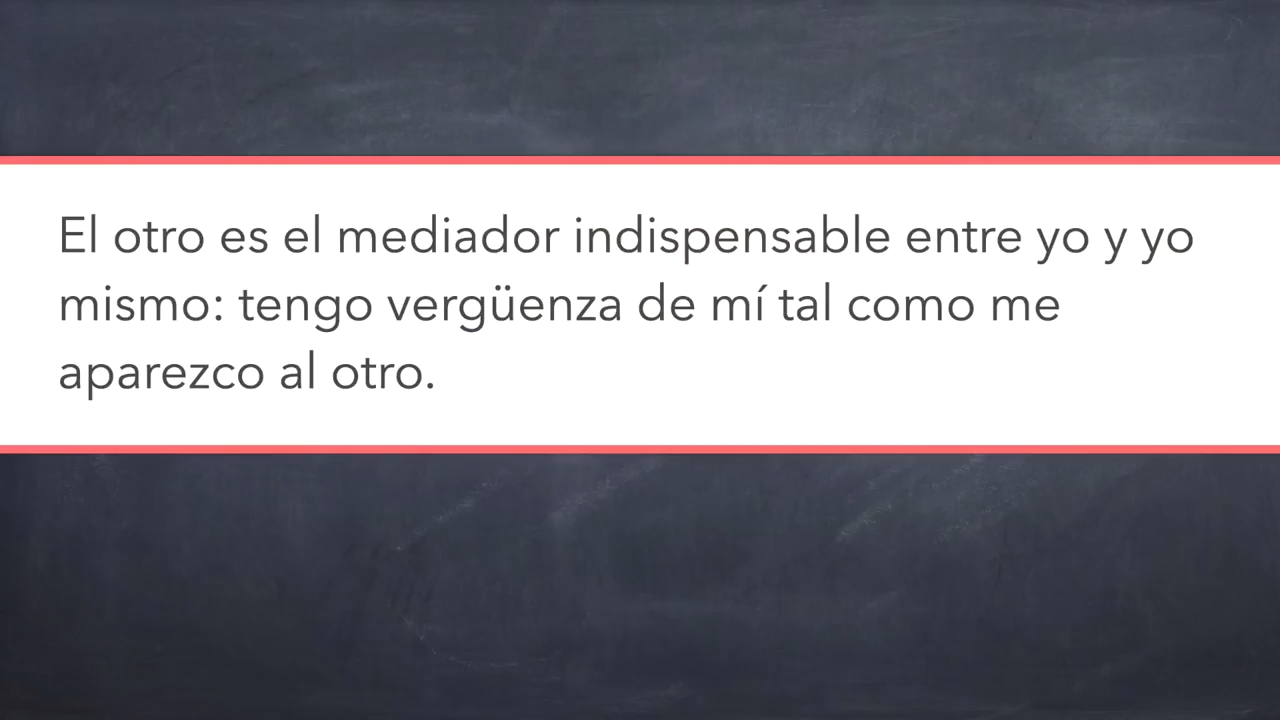 El otro es el mediador indispensable entre yo y yo
mismo: tengo vergüenza de mí tal como me
aparezco al otro.